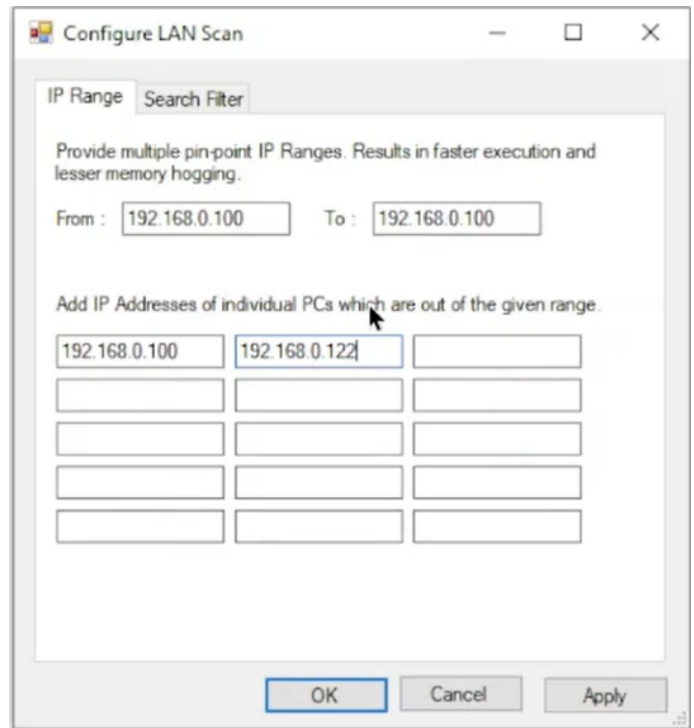 Configure LAN Scan
IP Range Search Filter
Provide multiple pin-point IP Ranges. Results in faster execution and
lesser memory hogging.
From : 192.168.0.100 To : 192.168.0.100
Add IP Addresses of individual PCs which are out of the given range.
192.168.0.100 192.168.0.122
OK Cancel Apply